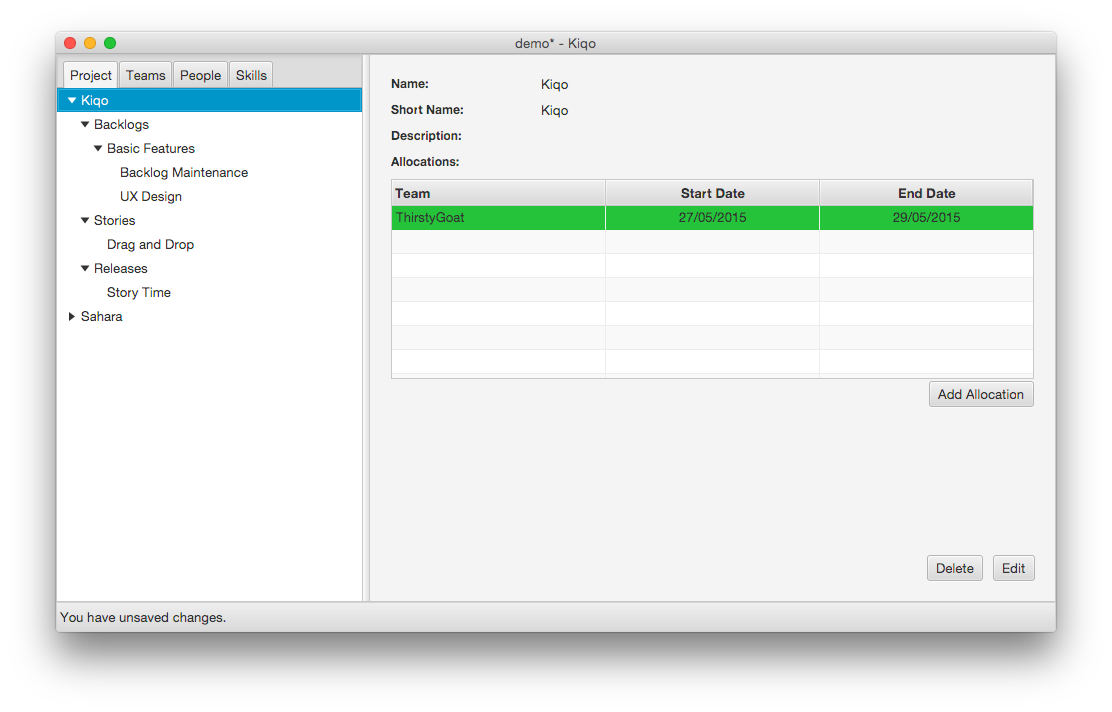 demo* - Kiqo
Project Teams People Skills
Kiqo
Backlogs
Basic Features
Backlog Maintenance
UX Design
Stories
Drag and Drop
Releases
Story Time
Sahara
Name: Kiqo
Short Name: Kiqo
Description:
Allocations:
Team Start Date End Date
ThirstyGoat 27/05/2015 29/05/2015
Add Allocation
Delete Edit
You have unsaved changes.